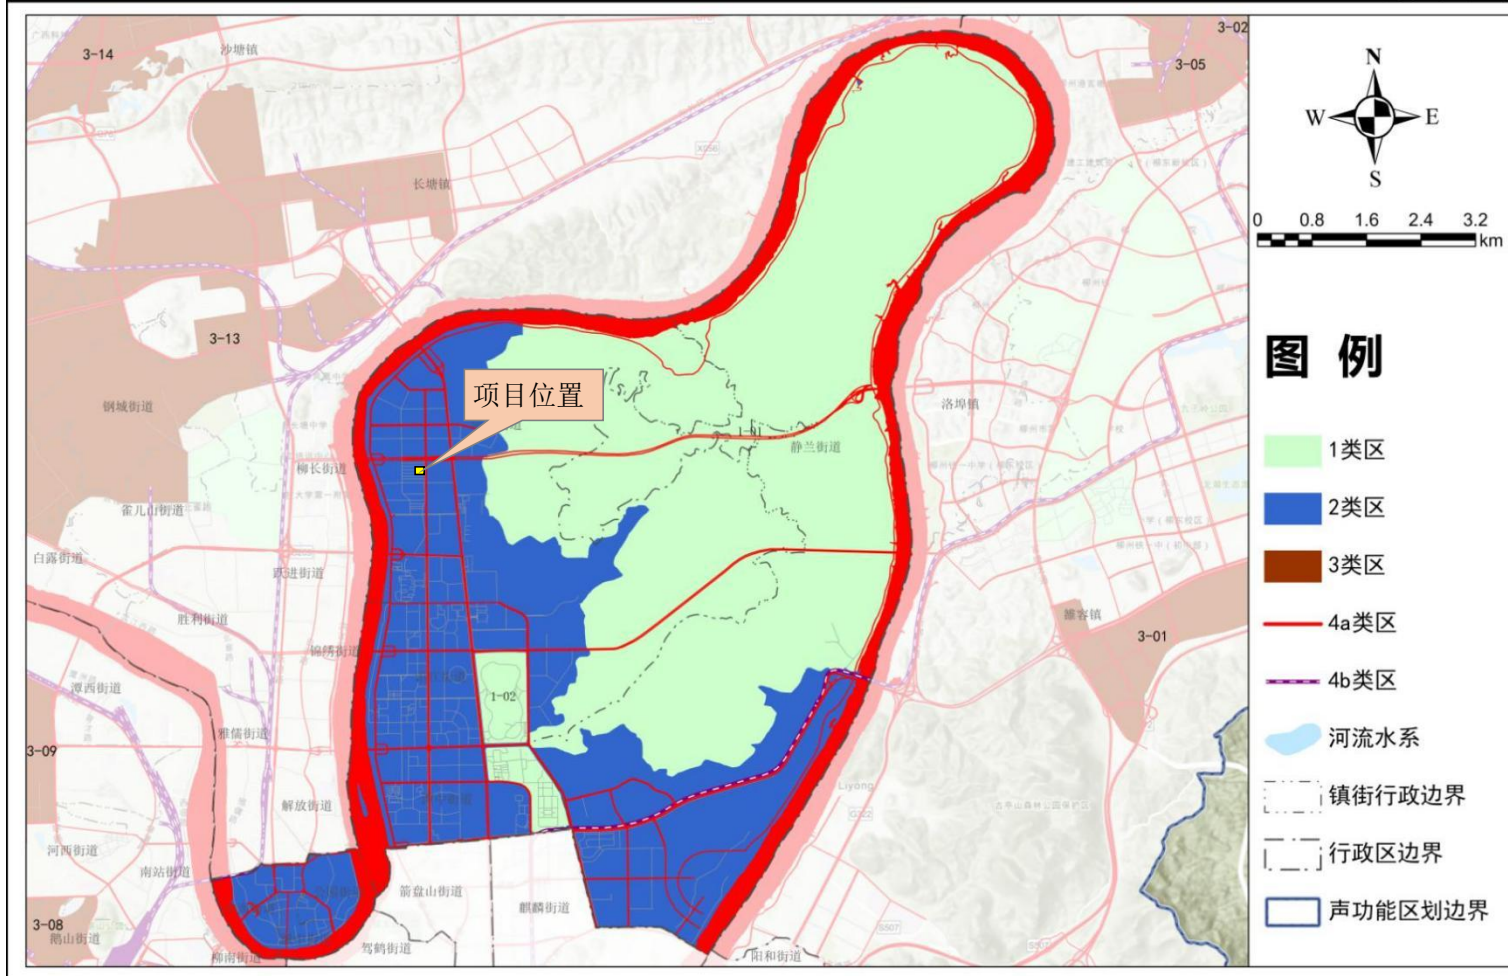 3-02
3-14
沙塘镇
3-05
X056
长塘镇
3-13
钢城街道
项目位置
洛埠镇
1-01
静兰街道
柳长街道
雀儿山街道
白露街道
跃进街道
胜利街道
锦绣街道
雒容镇
3-01
潭西街道
1-02
雅儒街道
3-09
解放街道
Liyong
G322
河西街道
南站街道
箭盘山街道
麒麟街道
3-08
鹅山街道
驾鹤街道
柳南街道
阳和街道
S507
N
W
E
S
0
0.8
1.6
2.4
3.2
km
图 例
1类区
2类区
3类区
4a类区
4b类区
河流水系
镇街行政边界
行政区边界
声功能区划边界